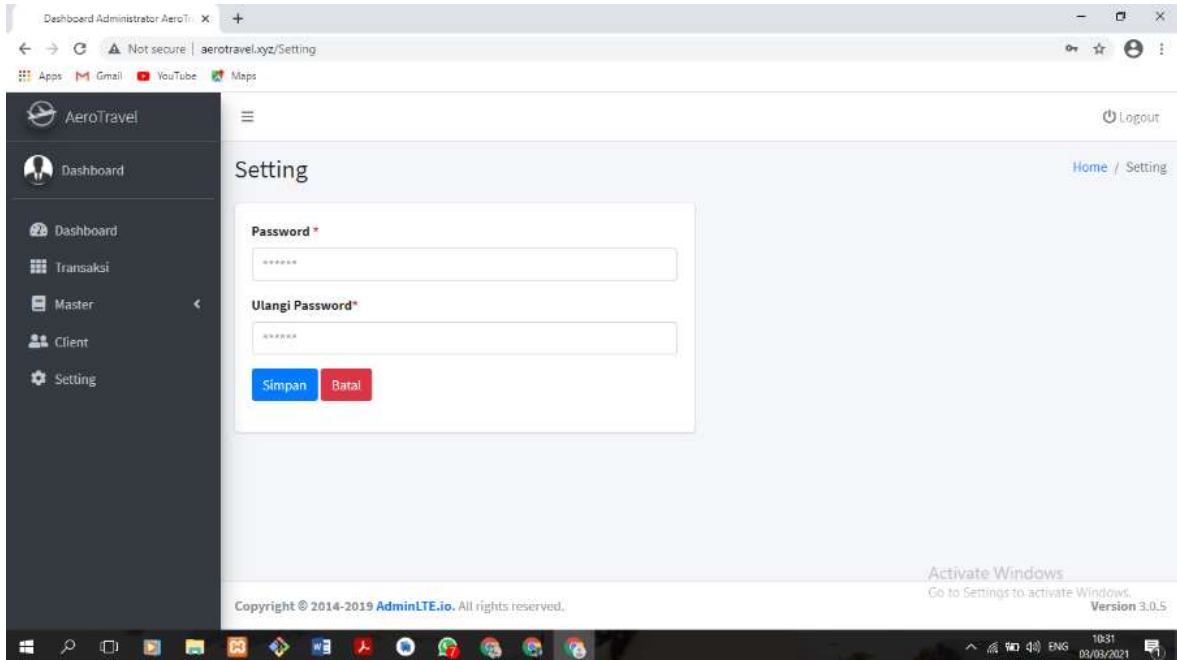 Dashboard Administrator AeroTr
Not secure | aerotravel.xyz/Setting
Apps Gmail YouTube Maps
AeroTravel
Logout
Dashboard
Setting
Home / Setting
Dashboard
Transaksi
Master
Client
Setting
Password *
******
Ulangi Password*
******
Simpan Batal
Activate Windows
Go to Settings to activate Windows.
Copyright © 2014-2019 AdminLTE.io. All rights reserved.
Version 3.0.5
ENG
10:31
03/03/2021